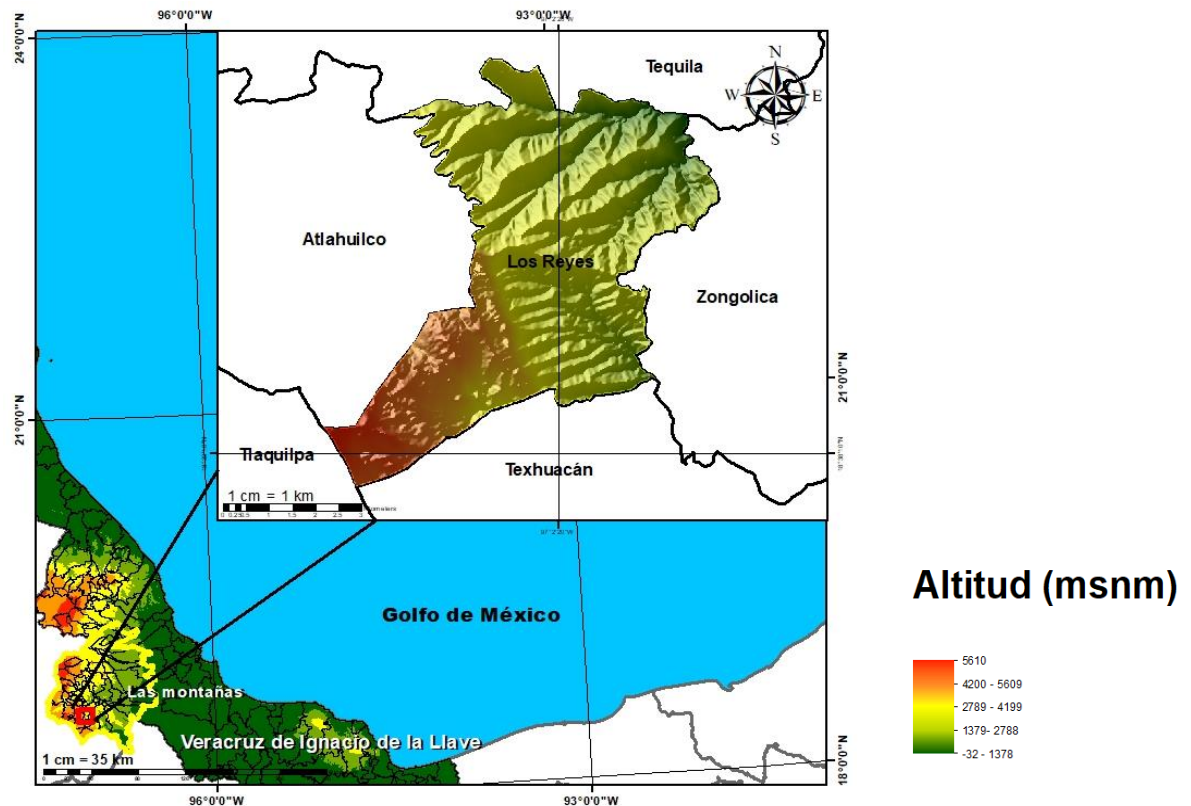 96°0'0"W
93°0'0"W
24°0'0"N
N
W
E
S
Tequila
Atlahuilco
Los Reyes
Zongolica
21°0'0"N
21°0'0"N
Tlaquilpa
Texhuacán
1 cm = 1 km
97°2'20"W
Golfo de México
Altitud (msnm)
5610
4200 - 5609
2789 - 4199
1379- 2788
-32 - 1378
Las montañas
Veracruz de Ignacio de la Llave
1 cm = 35 km
18°0'0"N
96°0'0"W
93°0'0"W